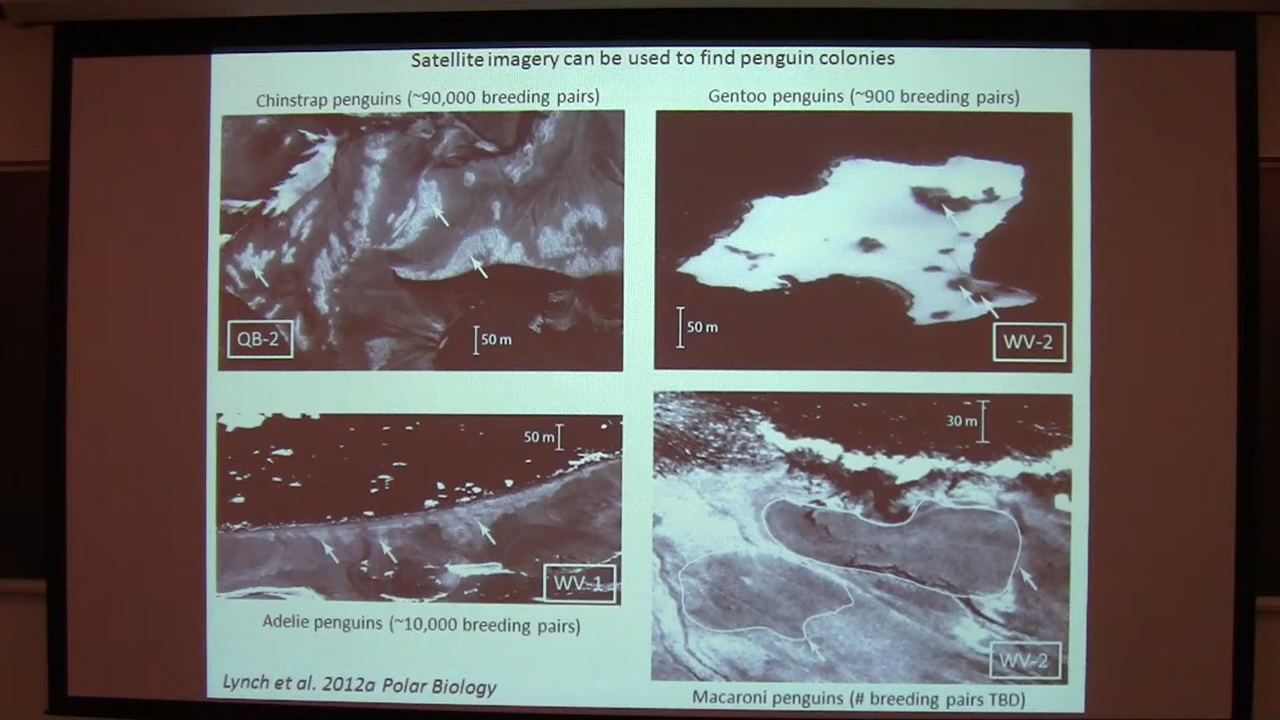 Satellite imagery can be used to find penguin colonies
Chinstrap penguins (~90,000 breeding pairs)
Gentoo penguins (~900 breeding pairs)
QB-2
50 m
50 m
WV-2
50 m
WV-1
Adelie penguins (~10,000 breeding pairs)
30 m
WV-2
Macaroni penguins (# breeding pairs TBD)
Lynch et al. 2012a Polar Biology